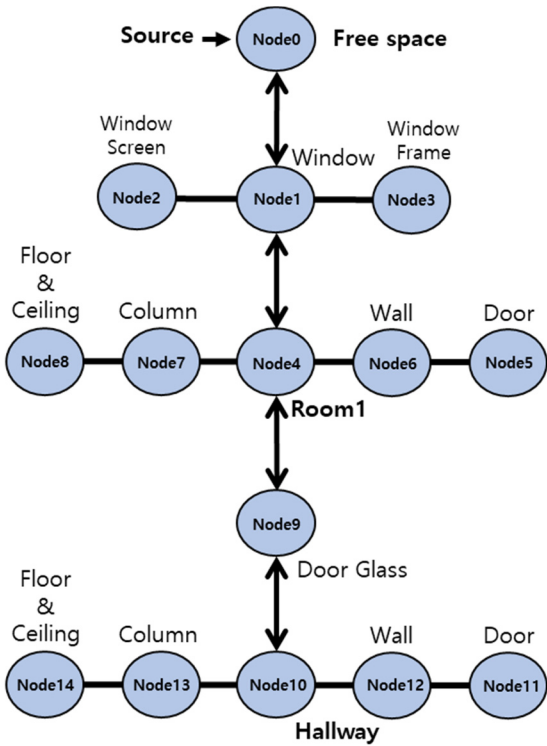 Source
Node0
Free space
Window
Screen
Window
Window
Frame
Node2
Node1
Node3
Floor
&
Ceiling
Column
Wall
Door
Node8
Node7
Node4
Node6
Node5
Room1
Node9
Door Glass
Floor
&
Ceiling
Column
Wall
Door
Node14
Node13
Node10
Node12
Node11
Hallway